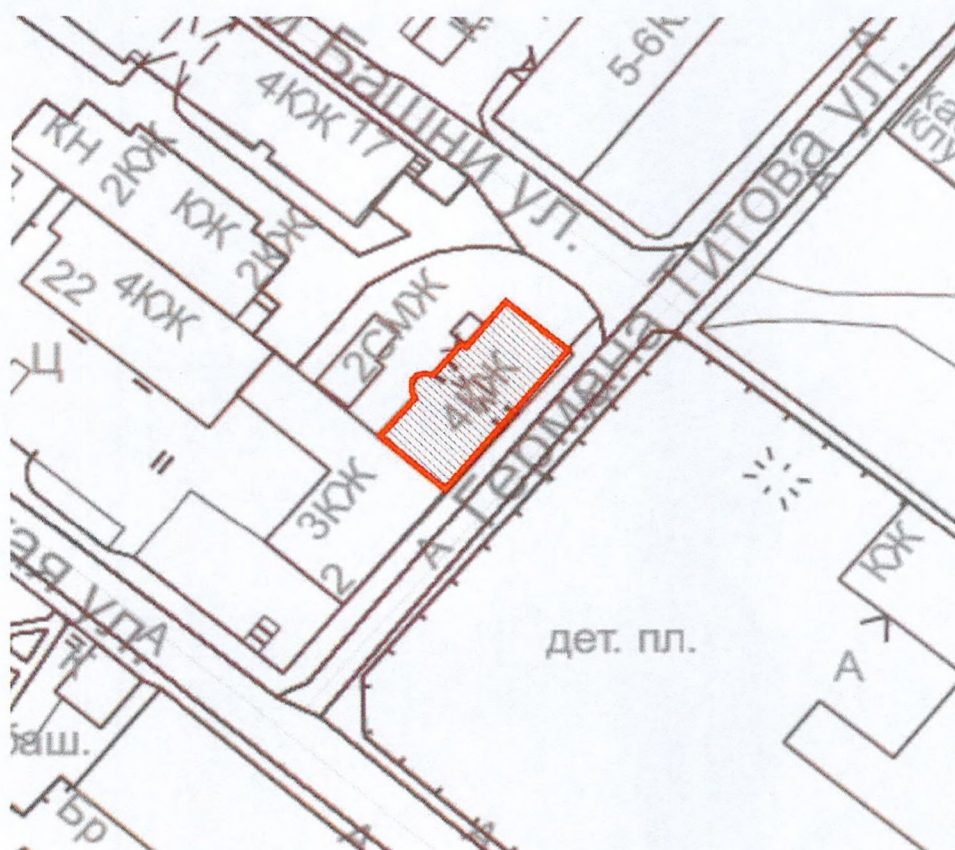 и Башни ул.
5-6К
А
4КЖ
17
Германа Титова ул.
А
КН
2КЖ
КЖ
2КЖ
22
4КЖ
2СМЖ
Ц
4КЖ
3КЖ
2
А
ая ул.
А
КЖ
дет. пл.
А
баш.
Бр
А
А